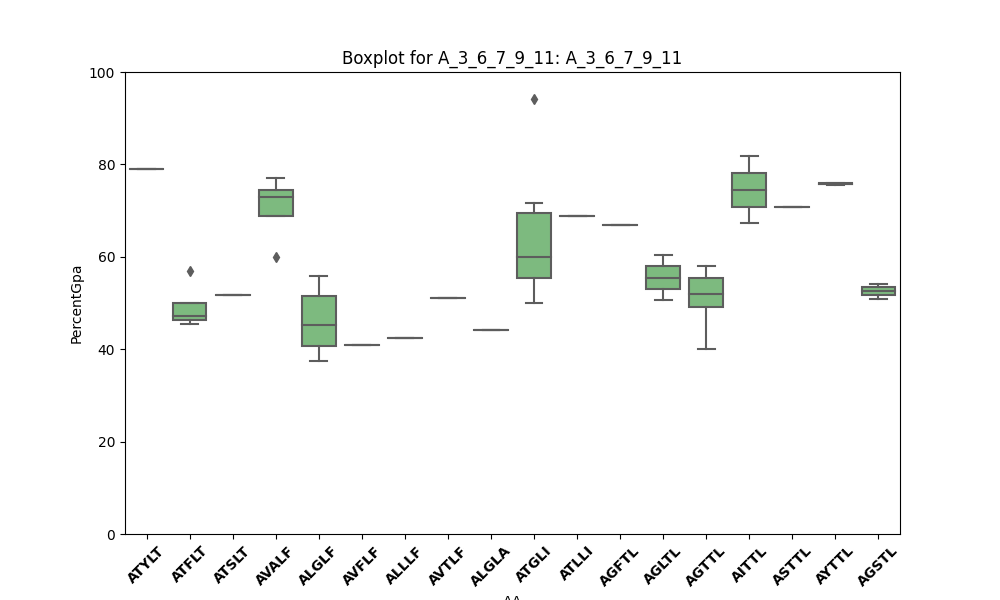 Boxplot for A_3_6_7_9_11: A_3_6_7_9_11
PercentGpa
100
80
60
40
20
0
ATYLT
ATFLT
ATSLT
AVALF
ALGLF
AVFLF
ALLLF
AVTLF
ALGLA
ATGLI
ATLLI
AGFTL
AGLTL
AGTTL
AITTL
ASTTL
AYTTL
AGSTL